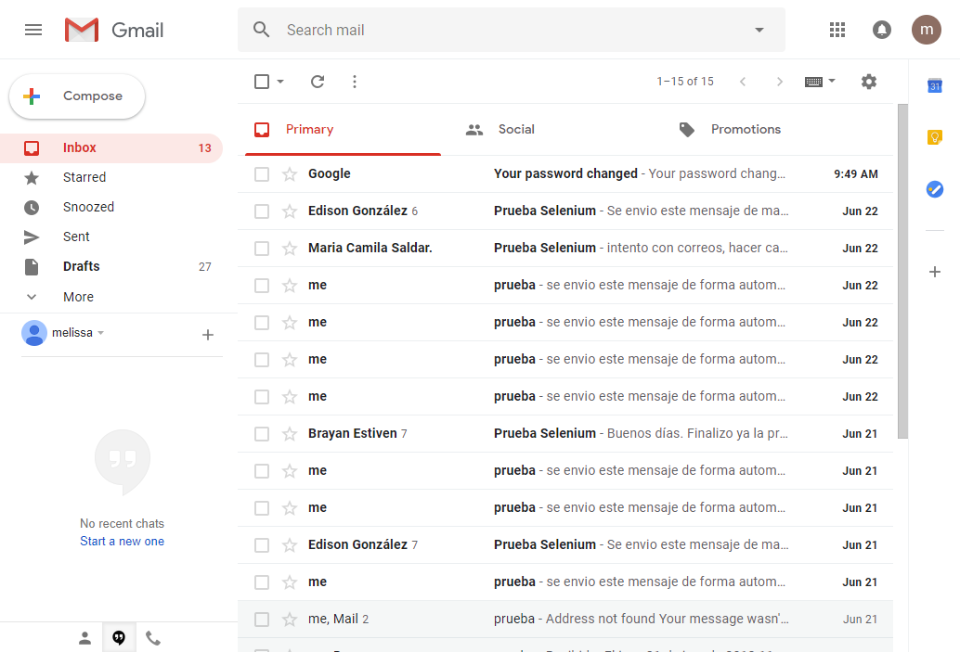 Gmail
Search mail
m
Compose
1–15 of 15
31
Primary
Social
Promotions
Inbox 13
Starred
Snoozed
Sent
Drafts 27
More
melissa
No recent chats
Start a new one
Google Your password changed - Your password chang… 9:49 AM
Edison González 6 Prueba Selenium - Se envio este mensaje de ma… Jun 22
Maria Camila Saldar. Prueba Selenium - intento con correos, hacer ca… Jun 22
me prueba - se envio este mensaje de forma autom… Jun 22
me prueba - se envio este mensaje de forma autom… Jun 22
me prueba - se envio este mensaje de forma autom… Jun 22
me prueba - se envio este mensaje de forma autom… Jun 22
Brayan Estiven 7 Prueba Selenium - Buenos días. Finalizo ya la pr… Jun 21
me prueba - se envio este mensaje de forma autom… Jun 21
me prueba - se envio este mensaje de forma autom… Jun 21
Edison González 7 Prueba Selenium - Se envio este mensaje de ma… Jun 21
me prueba - se envio este mensaje de forma autom… Jun 21
me, Mail 2 prueba - Address not found Your message wasn'… Jun 21